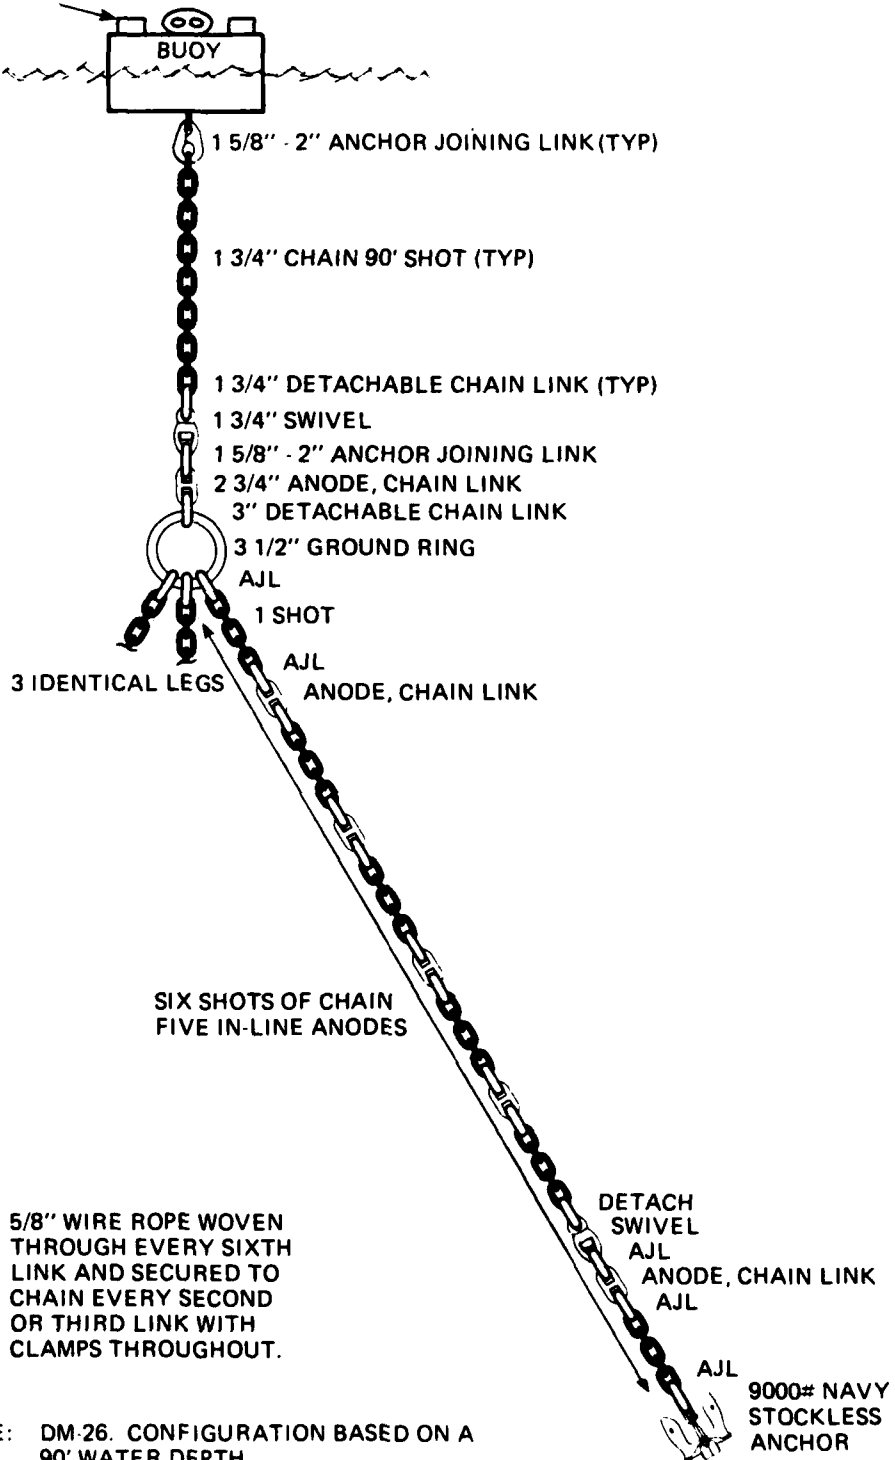 BUOY
1 5/8" - 2" ANCHOR JOINING LINK (TYP)
1 3/4" CHAIN 90' SHOT (TYP)
1 3/4" DETACHABLE CHAIN LINK (TYP)
1 3/4" SWIVEL
1 5/8" - 2" ANCHOR JOINING LINK
2 3/4" ANODE, CHAIN LINK
3" DETACHABLE CHAIN LINK
3 1/2" GROUND RING
AJL
1 SHOT
AJL
3 IDENTICAL LEGS
ANODE, CHAIN LINK
SIX SHOTS OF CHAIN
FIVE IN-LINE ANODES
DETACH
SWIVEL
AJL
ANODE, CHAIN LINK
AJL
5/8" WIRE ROPE WOVEN
THROUGH EVERY SIXTH
LINK AND SECURED TO
CHAIN EVERY SECOND
OR THIRD LINK WITH
CLAMPS THROUGHOUT.
AJL
9000# NAVY
STOCKLESS
ANCHOR
E: DM-26. CONFIGURATION BASED ON A
90' WATER DEPTH